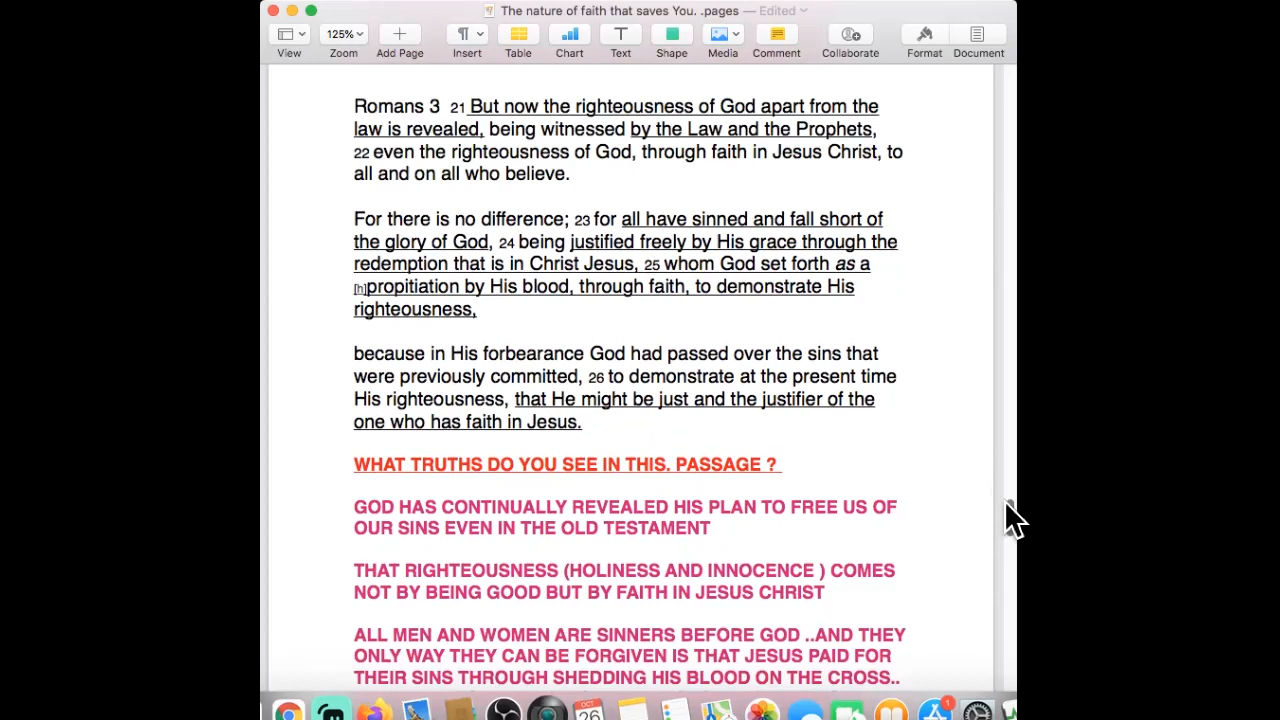 The nature of faith that saves You. .pages — Edited
125%
View Zoom Add Page Insert Table Chart Text Shape Media Comment Collaborate Format Document
Romans 3 21 But now the righteousness of God apart from the
law is revealed, being witnessed by the Law and the Prophets,
22 even the righteousness of God, through faith in Jesus Christ, to
all and on all who believe.
For there is no difference; 23 for all have sinned and fall short of
the glory of God, 24 being justified freely by His grace through the
redemption that is in Christ Jesus, 25 whom God set forth as a
[h]propitiation by His blood, through faith, to demonstrate His
righteousness,
because in His forbearance God had passed over the sins that
were previously committed, 26 to demonstrate at the present time
His righteousness, that He might be just and the justifier of the
one who has faith in Jesus.
WHAT TRUTHS DO YOU SEE IN THIS. PASSAGE ?
GOD HAS CONTINUALLY REVEALED HIS PLAN TO FREE US OF
OUR SINS EVEN IN THE OLD TESTAMENT
THAT RIGHTEOUSNESS (HOLINESS AND INNOCENCE ) COMES
NOT BY BEING GOOD BUT BY FAITH IN JESUS CHRIST
ALL MEN AND WOMEN ARE SINNERS BEFORE GOD ..AND THEY
ONLY WAY THEY CAN BE FORGIVEN IS THAT JESUS PAID FOR
THEIR SINS THROUGH SHEDDING HIS BLOOD ON THE CROSS..
OCT
26
1